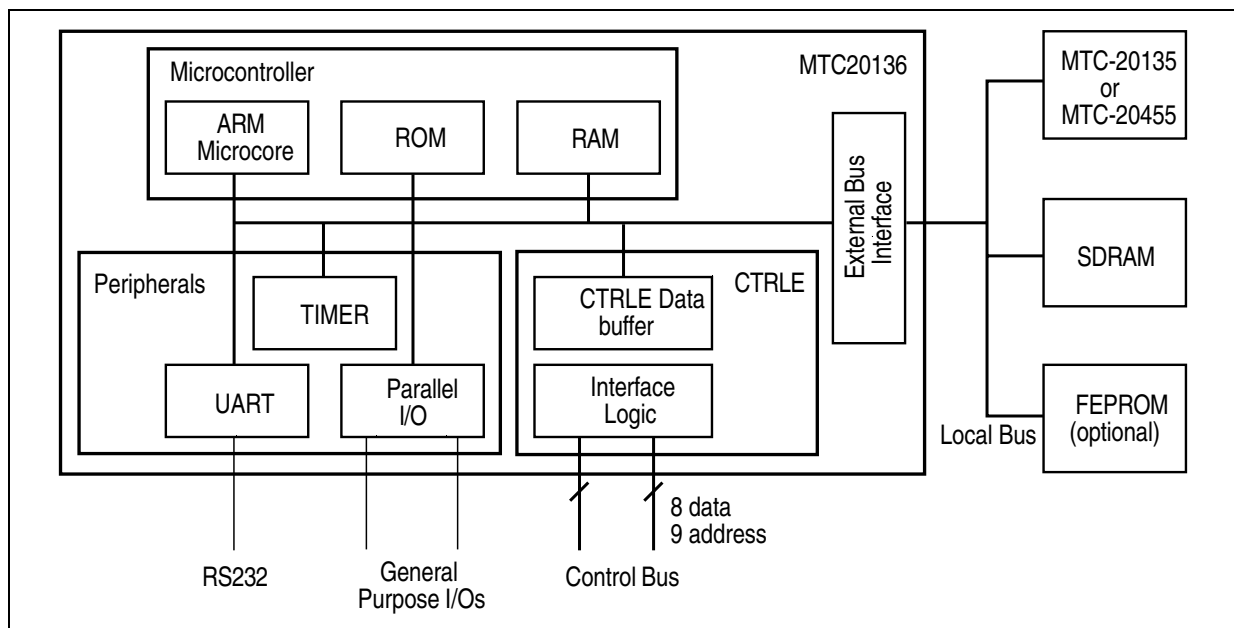 Microcontroller
MTC20136
ARM
Microcore
ROM
RAM
External Bus
Interface
MTC-20135
or
MTC-20455
SDRAM
FEPROM
(optional)
Local Bus
Peripherals
TIMER
UART
Parallel
I/O
CTRLE
CTRLE Data
buffer
Interface
Logic
8 data
9 address
RS232
General
Purpose I/Os
Control Bus